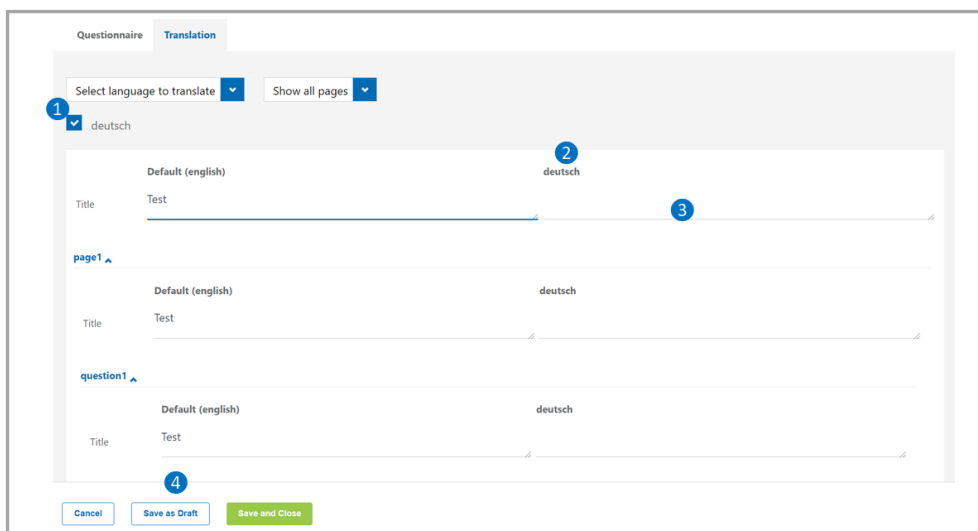 Questionnaire Translation
Select language to translate Show all pages
1
deutsch
2
Default (english) deutsch
Title Test
3
page1
Default (english) deutsch
Title Test
question1
Default (english) deutsch
Title Test
4
Cancel Save as Draft Save and Close